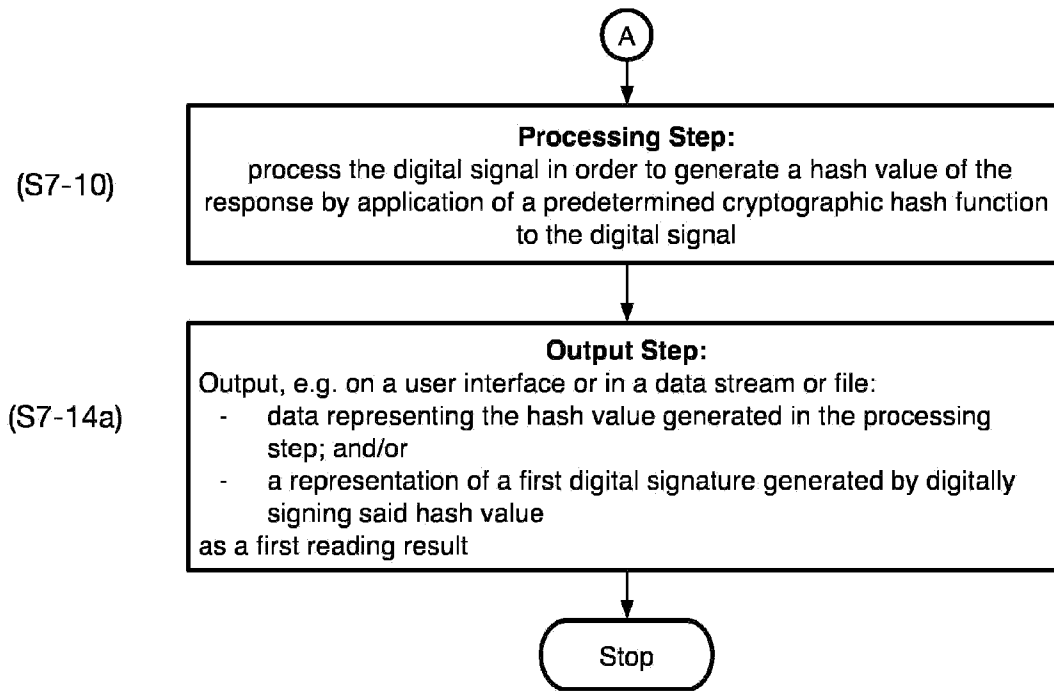 A
(S7-10)
Processing Step:
process the digital signal in order to generate a hash value of the
response by application of a predetermined cryptographic hash function
to the digital signal
(S7-14a)
Output Step:
Output, e.g. on a user interface or in a data stream or file:
- data representing the hash value generated in the processing
step; and/or
- a representation of a first digital signature generated by digitally
signing said hash value
as a first reading result
Stop